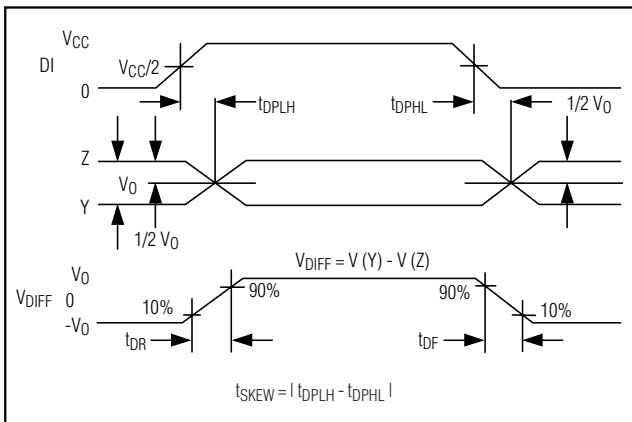 VCC
DI
VCC/2
0
tDPLH
tDPHL
1/2 VO
Z
VO
Y
1/2 VO
VDIFF = V (Y) - V (Z)
VO
VDIFF 0
-VO
10%
90%
90%
10%
tDR
tDF
tSKEW = | tDPLH - tDPHL |